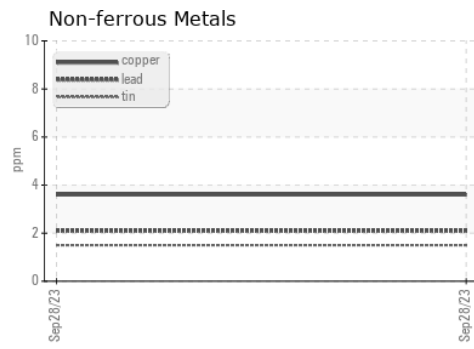 Non-ferrous Metals
10
8
6
4
2
0
ppm
copper
lead
tin
Sep28/23
Sep28/23